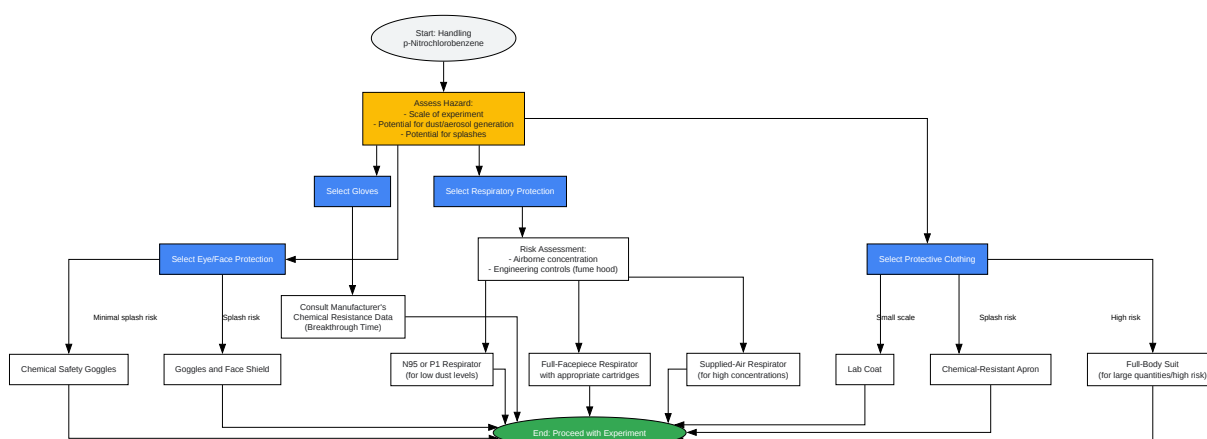 Start: Handling
p-Nitrochlorobenzene
Assess Hazard:
- Scale of experiment
- Potential for dust/aerosol generation
- Potential for splashes
Select Gloves
Select Respiratory Protection
Select Eye/Face Protection
Risk Assessment:
- Airborne concentration
- Engineering controls (fume hood)
Select Protective Clothing
Consult Manufacturer's
Chemical Resistance Data
(Breakthrough Time)
Minimal splash risk
Splash risk
Small scale
Splash risk
High risk
Chemical Safety Goggles
Goggles and Face Shield
N95 or P1 Respirator
(for low dust levels)
Full-Facepiece Respirator
with appropriate cartridges
Supplied-Air Respirator
(for high concentrations)
Lab Coat
Chemical-Resistant Apron
Full-Body Suit
(for large quantities/high risk)
End: Proceed with Experiment